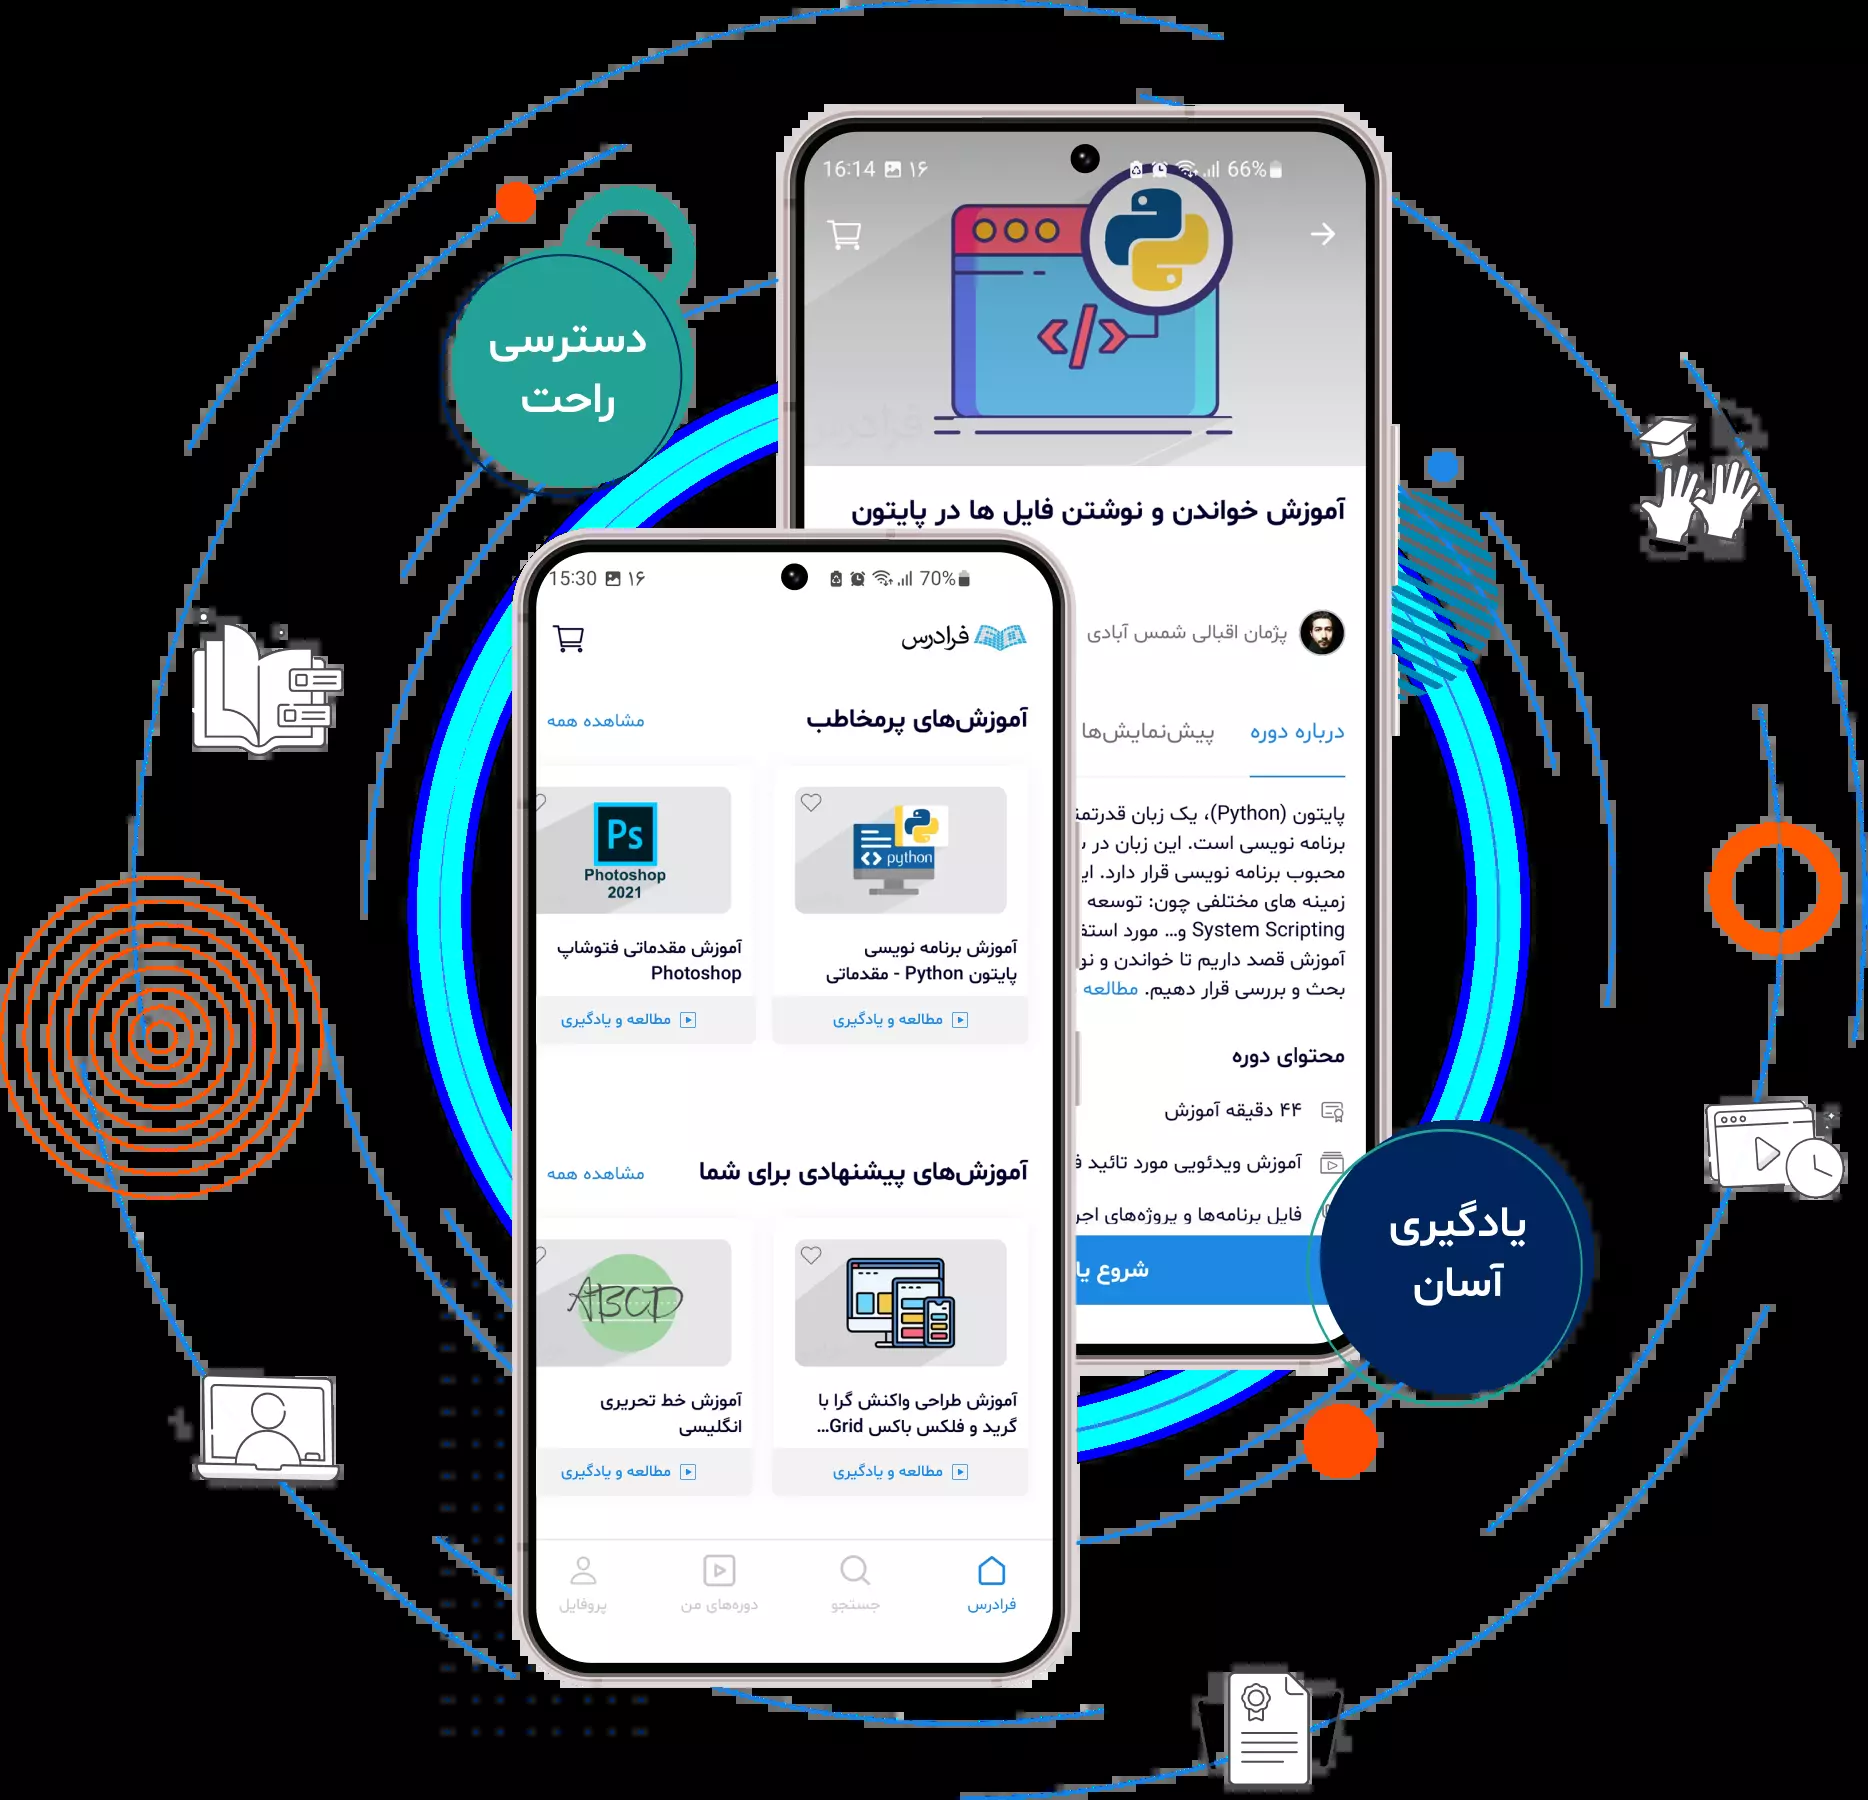 دسترسی
راحت
16:14 ۱۶ 66%
آموزش خواندن و نوشتن فایل ها در پایتون
پژمان اقبالی شمس آبادی
درباره دوره پیش‌نمایش‌ها
پایتون (Python)، یک زبان
برنامه نویسی است. این زبان در
محبوب برنامه نویسی قرار دارد.
زمینه های مختلفی چون: توسعه
System Scripting و... مورد
آموزش قصد داریم تا خواندن و
بحث و بررسی قرار دهیم. مطالعه
محتوای دوره
۴۴ دقیقه آموزش
آموزش ویدئویی مورد تائید
فایل برنامه‌ها و پروژه‌های
شروع
یادگیری
آسان
15:30 ۱۶ 70%
فرادرس
آموزش‌های پرمخاطب مشاهده همه
python
آموزش برنامه نویسی
پایتون Python - مقدماتی
مطالعه و یادگیری
Ps
Photoshop
2021
آموزش مقدماتی فتوشاپ
Photoshop
مطالعه و یادگیری
آموزش‌های پیشنهادی برای شما مشاهده همه
آموزش طراحی واکنش گرا با
گرید و فلکس باکس Grid...
مطالعه و یادگیری
ABCD
آموزش خط تحریری
انگلیسی
مطالعه و یادگیری
فرادرس جستجو دوره‌های من پروفایل